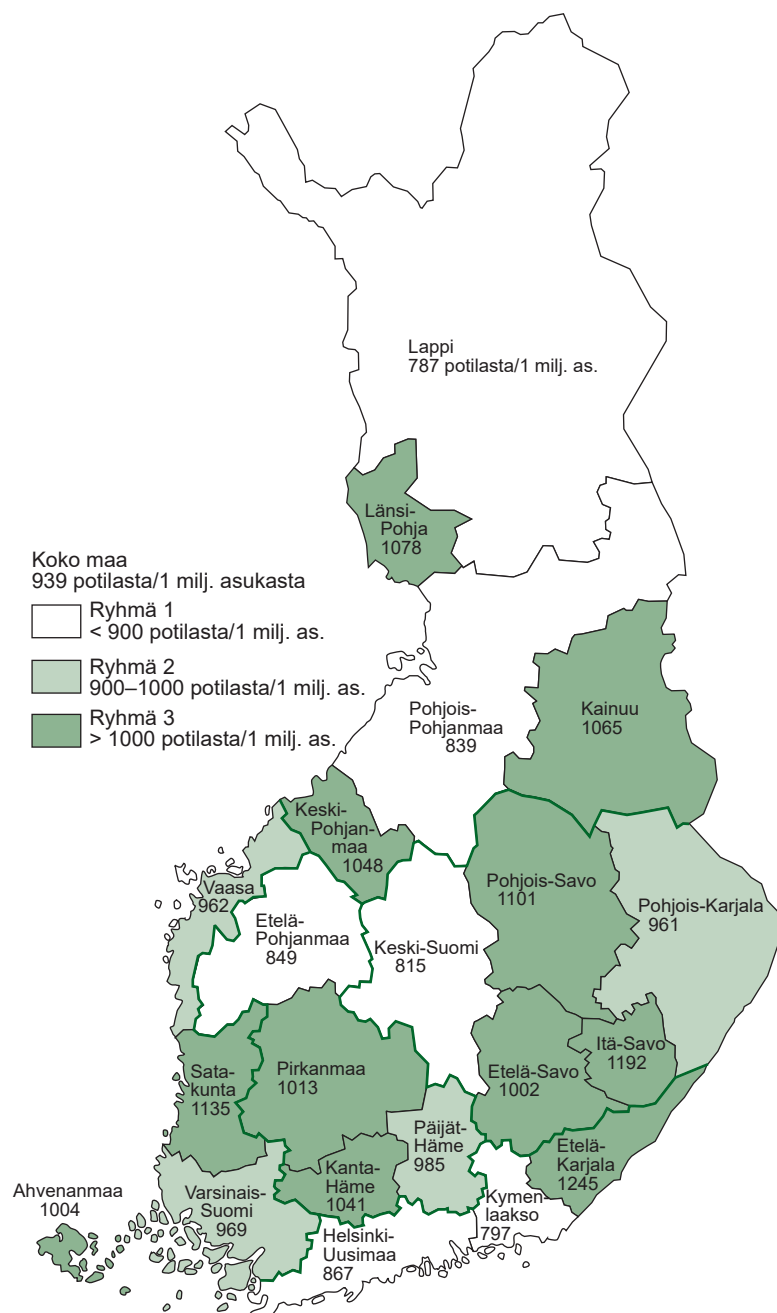 Lappi
787 potilasta/1 milj. as.
Länsi-
Pohja
1078
Koko maa
939 potilasta/1 milj. asukasta
Ryhmä 1
< 900 potilasta/1 milj. as.
Ryhmä 2
900–1000 potilasta/1 milj. as.
Ryhmä 3
> 1000 potilasta/1 milj. as.
Pohjois-
Pohjanmaa
839
Kainuu
1065
Keski-
Pohjan-
maa
1048
Vaasa
962
Etelä-
Pohjanmaa
849
Keski-Suomi
815
Pohjois-Savo
1101
Pohjois-Karjala
961
Sata-
kunta
1135
Pirkanmaa
1013
Etelä-Savo
1002
Itä-Savo
1192
Päijät-
Häme
985
Etelä-
Karjala
1245
Kanta-
Häme
1041
Kymen-
laakso
797
Ahvenanmaa
1004
Varsinais-
Suomi
969
Helsinki-
Uusimaa
867